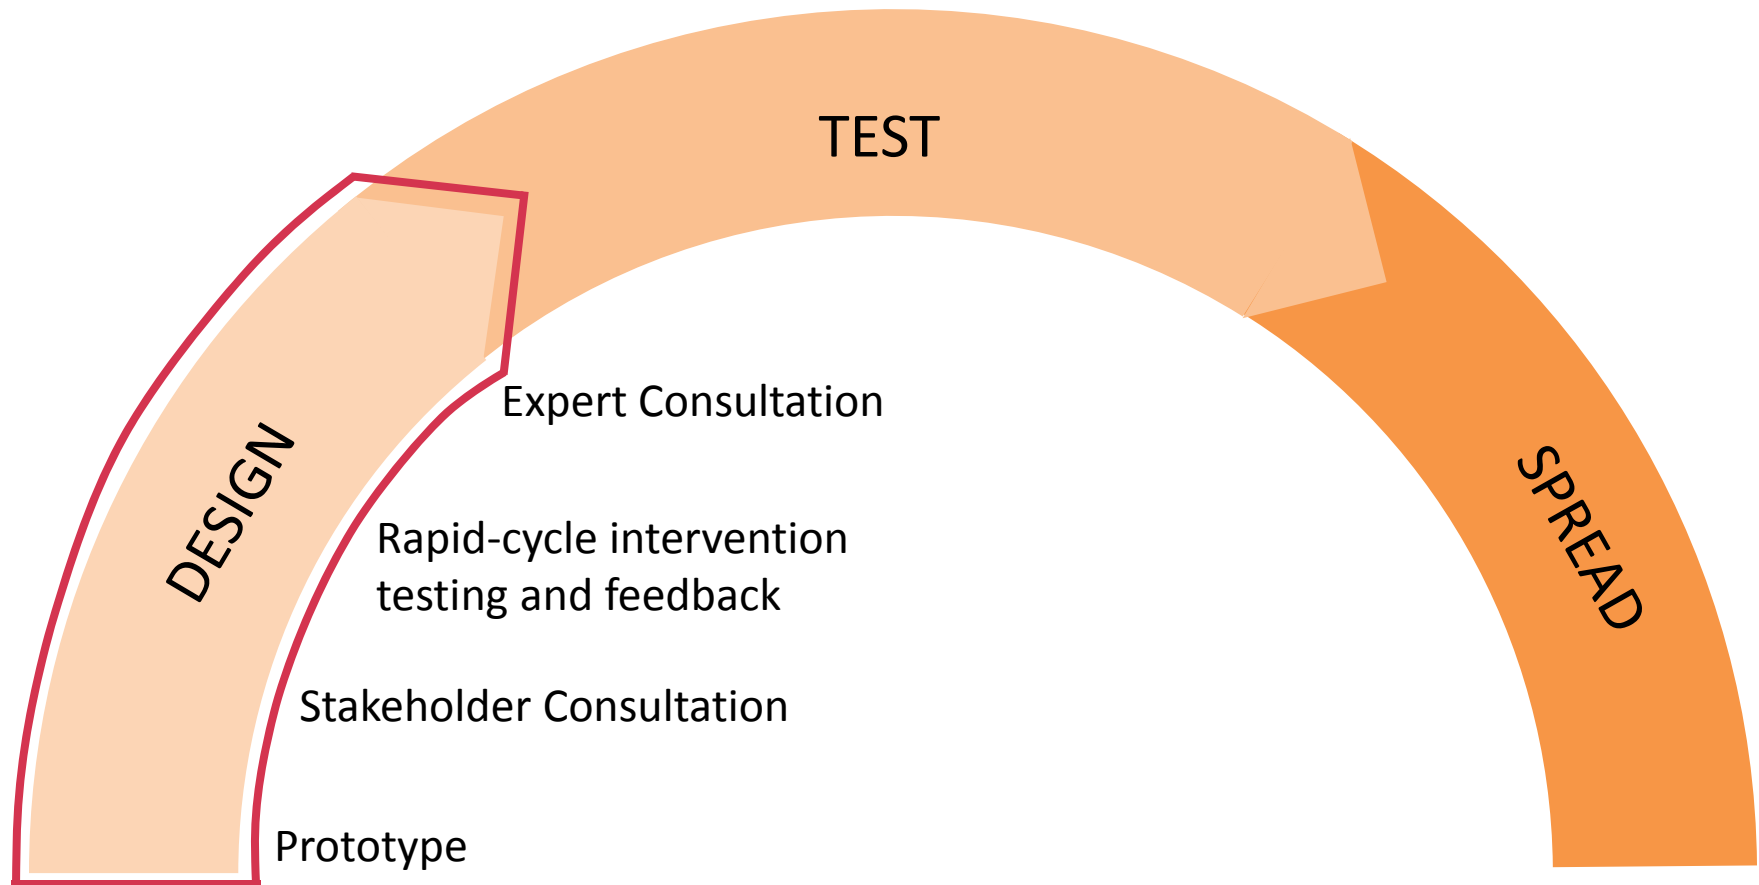 TEST
DESIGN
SPREAD
Expert Consultation
Rapid-cycle intervention
testing and feedback
Stakeholder Consultation
Prototype